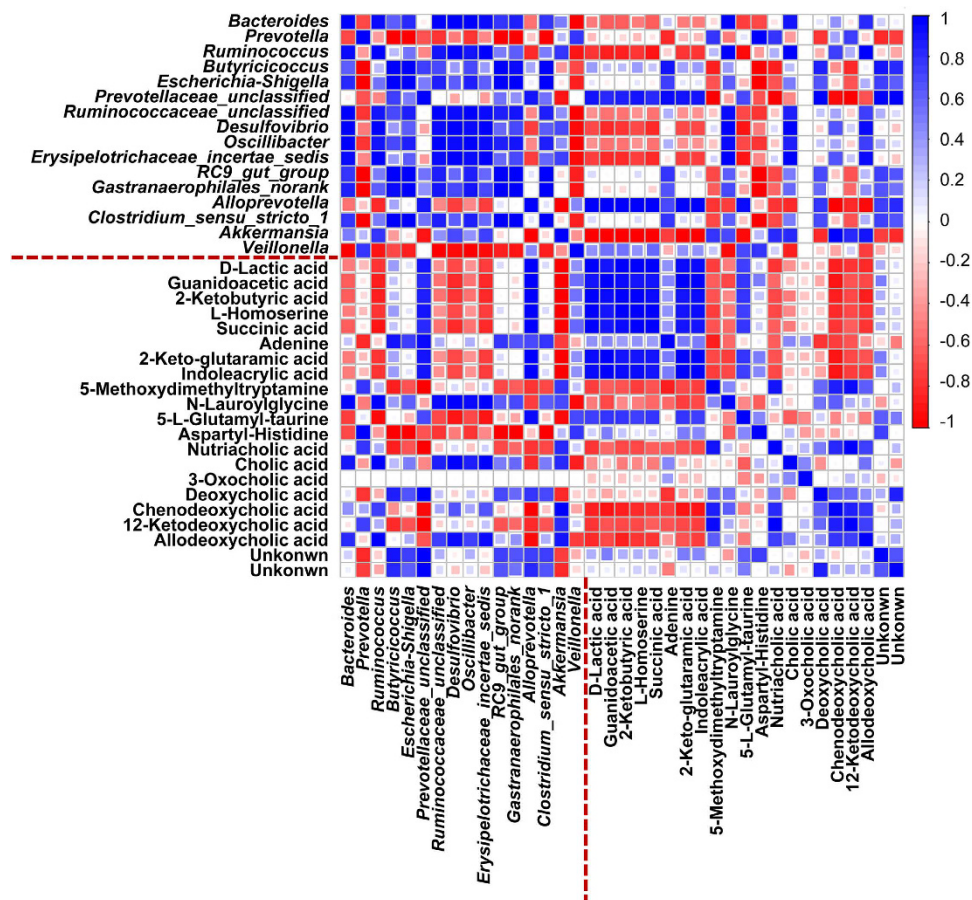 Bacteroides
Prevotella
Ruminococcus
Butyricicoccus
Escherichia-Shigella
Prevotellaceae_unclassified
Ruminococcaceae_unclassified
Desulfovibrio
Oscillibacter
Erysipelotrichaceae_incertae_sedis
RC9_gut_group
Gastranaerophilales_norank
Alloprevotella
Clostridium_sensu_stricto_1
Akkermansia
Veillonella
D-Lactic acid
Guanidoacetic acid
2-Ketobutyric acid
L-Homoserine
Succinic acid
Adenine
2-Keto-glutaramic acid
Indoleacrylic acid
5-Methoxydimethyltryptamine
N-Lauroylglycine
5-L-Glutamyl-taurine
Aspartyl-Histidine
Nutriacholic acid
Cholic acid
3-Oxocholic acid
Deoxycholic acid
Chenodeoxycholic acid
12-Ketodeoxycholic acid
Allodeoxycholic acid
Unkonwn
Unkonwn
1
0.8
0.6
0.4
0.2
0
-0.2
-0.4
-0.6
-0.8
-1
Bacteroides
Prevotella
Ruminococcus
Butyricicoccus
Escherichia-Shigella
Prevotellaceae_unclassified
Ruminococcaceae_unclassified
Desulfovibrio
Oscillibacter
Erysipelotrichaceae_incertae_sedis
RC9_gut_group
Gastranaerophilales_norank
Alloprevotella
Clostridium_sensu_stricto_1
Akkermansia
Veillonella
D-Lactic acid
Guanidoacetic acid
2-Ketobutyric acid
L-Homoserine
Succinic acid
Adenine
2-Keto-glutaramic acid
Indoleacrylic acid
5-Methoxydimethyltryptamine
N-Lauroylglycine
5-L-Glutamyl-taurine
Aspartyl-Histidine
Nutriacholic acid
Cholic acid
3-Oxocholic acid
Deoxycholic acid
Chenodeoxycholic acid
12-Ketodeoxycholic acid
Allodeoxycholic acid
Unkonwn
Unkonwn